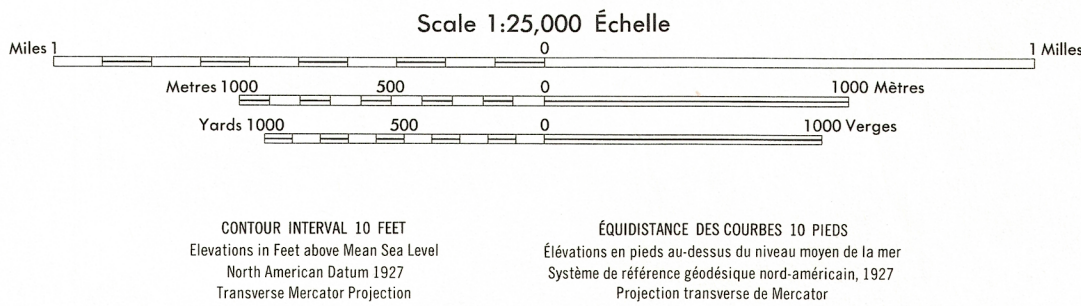 Scale 1:25,000 Échelle
Miles 1 0 1 Milles
Metres 1000 500 0 1000 Mètres
Yards 1000 500 0 1000 Verges
CONTOUR INTERVAL 10 FEET
Elevations in Feet above Mean Sea Level
North American Datum 1927
Transverse Mercator Projection
ÉQUIDISTANCE DES COURBES 10 PIEDS
Élévations en pieds au-dessus du niveau moyen de la mer
Système de référence géodésique nord-américain, 1927
Projection transverse de Mercator